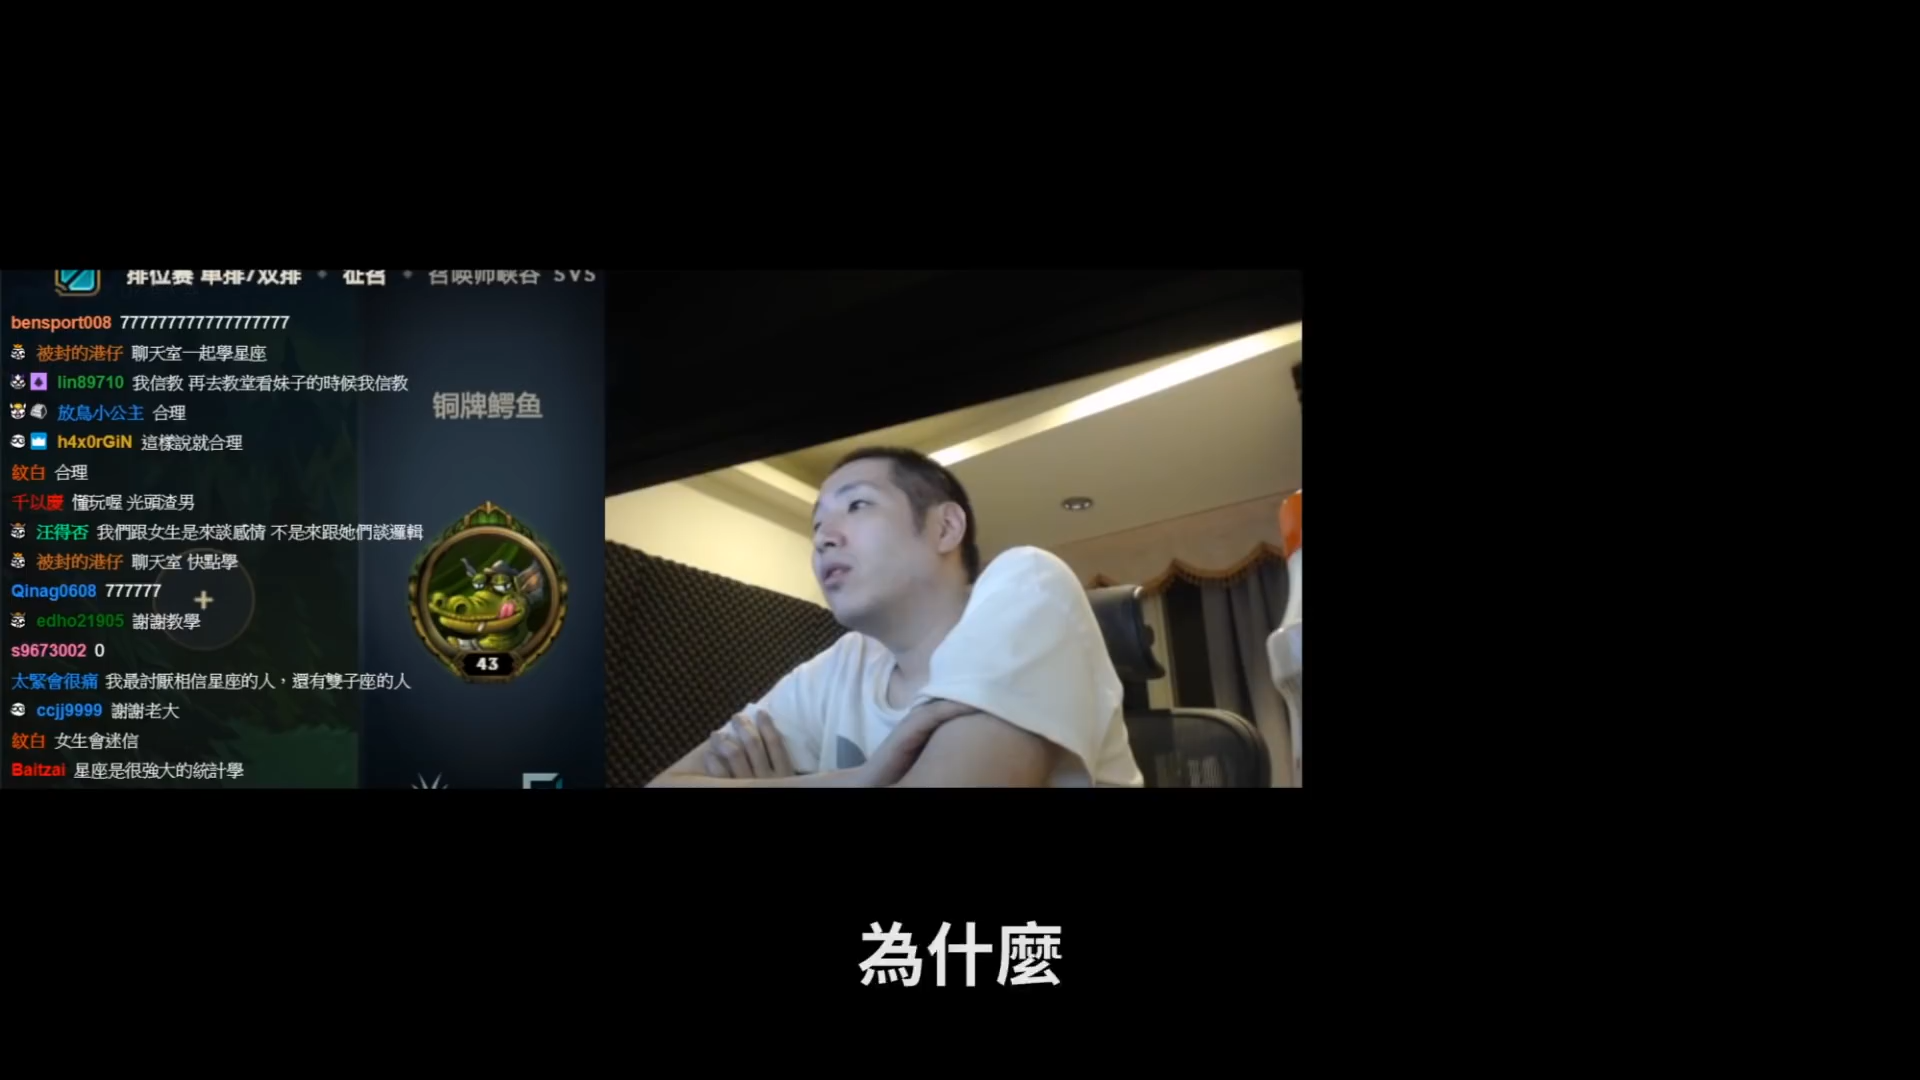 排位赛 單排/双排 • 征召 • 召唤师峡谷 5V5
bensport008 777777777777777777
被封的港仔 聊天室一起學星座
lin89710 我信教 再去教堂看妹子的時候我信教
放鳥小公主 合理
h4x0rGiN 這樣說就合理
紋白 合理
千以慶 懂玩喔 光頭渣男
汪得否 我們跟女生是來談感情 不是來跟她們談邏輯
被封的港仔 聊天室 快點學
Qinag0608 777777
edho21905 謝謝教學
s9673002 0
太緊會很痛 我最討厭相信星座的人，還有雙子座的人
ccjj9999 謝謝老大
紋白 女生會迷信
Baitzai 星座是很強大的統計學
铜牌鳄鱼
43
為什麼